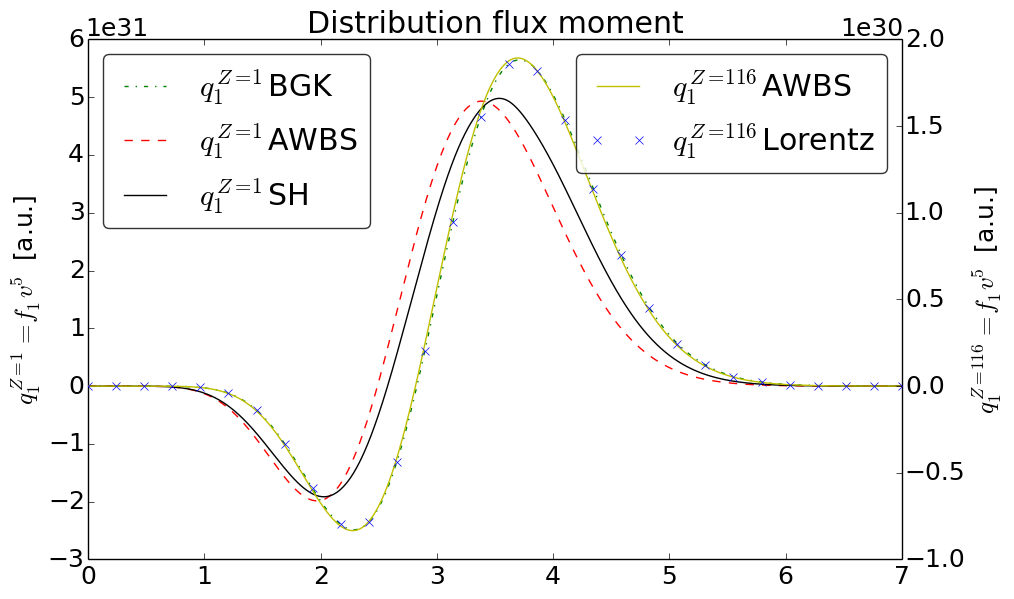 Distribution flux moment
1e31
1e30
q₁^{Z=1} BGK
q₁^{Z=1} AWBS
q₁^{Z=1} SH
q₁^{Z=116} AWBS
q₁^{Z=116} Lorentz
q₁^{Z=1} = f₁ v⁵ [a.u.]
6
5
4
3
2
1
0
−1
−2
−3
2.0
1.5
1.0
0.5
0.0
−0.5
−1.0
q₁^{Z=116} = f₁ v⁵ [a.u.]
0 1 2 3 4 5 6 7